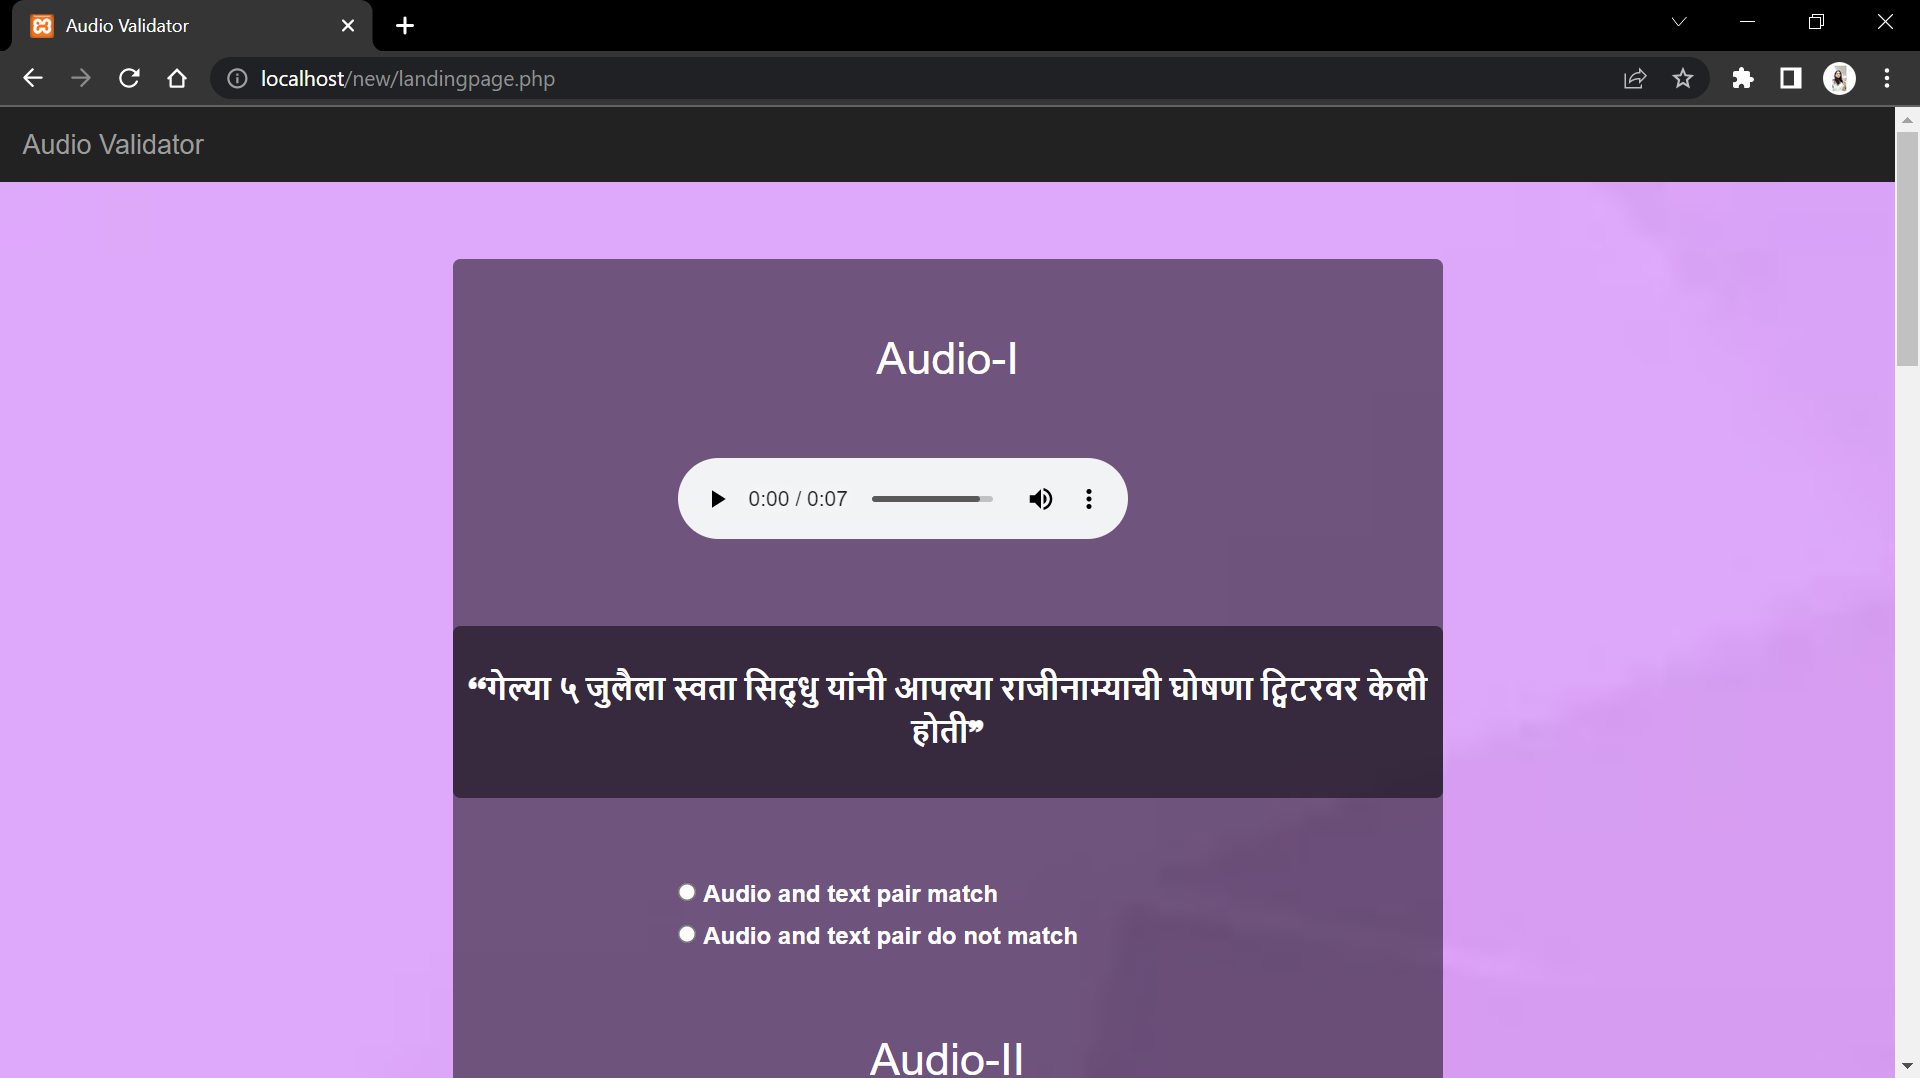 Audio Validator
localhost/new/landingpage.php
Audio Validator
Audio-I
0:00 / 0:07
“गेल्या ५ जुलैला स्वता सिद्धु यांनी आपल्या राजीनाम्याची घोषणा ट्विटरवर केली
होती”
Audio and text pair match
Audio and text pair do not match
Audio-II